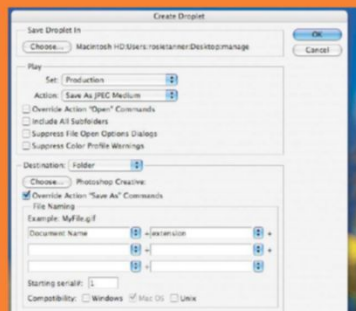 Create Droplet
Save Droplet In
Choose... Macintosh HD:Users:rosietanner:Desktop:manage
OK
Cancel
Play
Set: Production
Action: Save As JPEG Medium
Override Action "Open" Commands
Include All Subfolders
Suppress File Open Options Dialogs
Suppress Color Profile Warnings
Destination: Folder
Choose... Photoshop Creative:
Override Action "Save As" Commands
File Naming
Example: MyFile.gif
Document Name + extension +
+ +
+
Starting serial#: 1
Compatibility: Windows Mac OS Unix